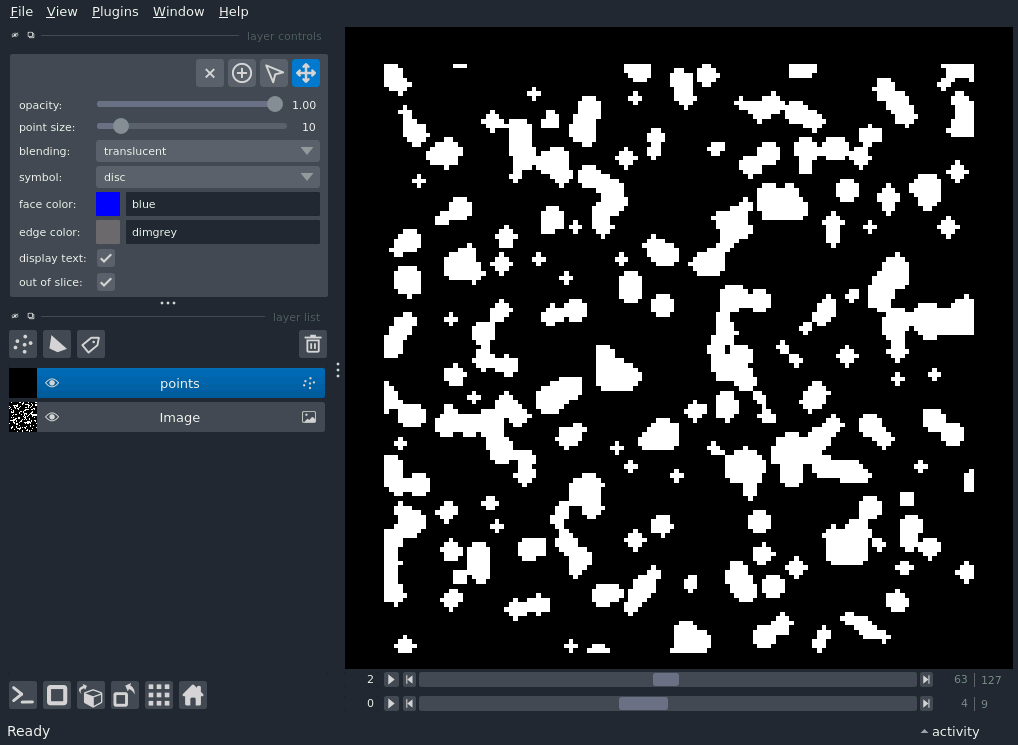 File View Plugins Window Help
layer controls
opacity: 1.00
point size: 10
blending: translucent
symbol: disc
face color: blue
edge color: dimgrey
display text:
out of slice:
layer list
points
Image
2 63 127
0 4 9
Ready activity